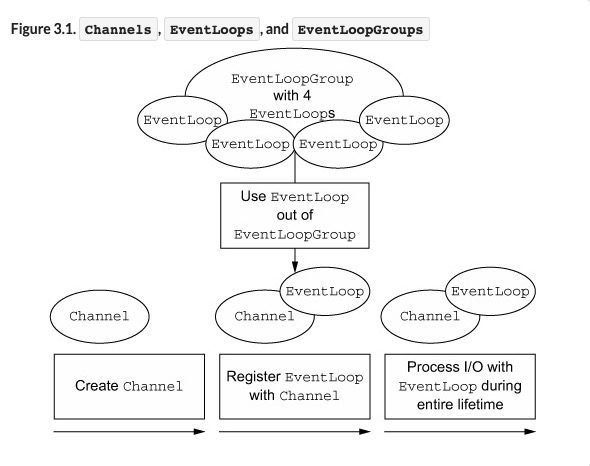 Figure 3.1. Channels, EventLoops, and EventLoopGroups
EventLoopGroup
with 4
EventLoops
EventLoop
EventLoop
EventLoop
EventLoop
Use EventLoop
out of
EventLoopGroup
EventLoop
EventLoop
Channel
Channel
Channel
Create Channel
Register EventLoop
with Channel
Process I/O with
EventLoop during
entire lifetime